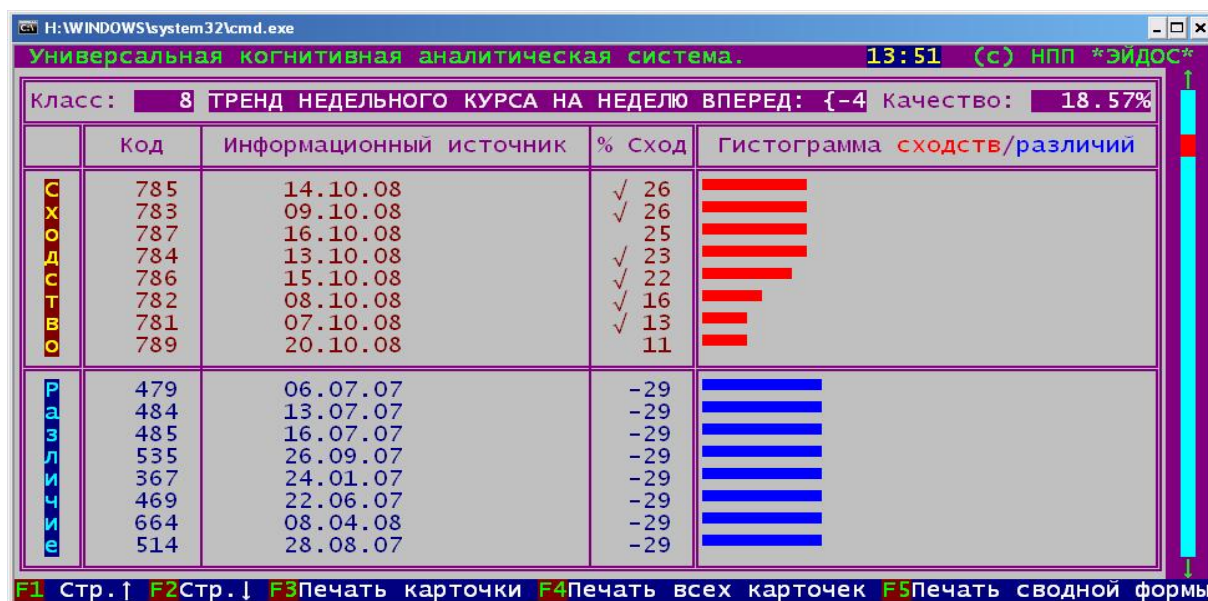 H:\WINDOWS\system32\cmd.exe
Универсальная когнитивная аналитическая система. 13:51 (c) НПП *ЭЙДОС*
Класс: 8 ТРЕНД НЕДЕЛЬНОГО КУРСА НА НЕДЕЛЮ ВПЕРЕД: {-4 Качество: 18.57%
Код Информационный источник % Сход Гистограмма сходств/различий
Сходство
785 14.10.08 √ 26
783 09.10.08 √ 26
787 16.10.08 25
784 13.10.08 √ 23
786 15.10.08 √ 22
782 08.10.08 √ 16
781 07.10.08 √ 13
789 20.10.08 11
Различие
479 06.07.07 -29
484 13.07.07 -29
485 16.07.07 -29
535 26.09.07 -29
367 24.01.07 -29
469 22.06.07 -29
664 08.04.08 -29
514 28.08.07 -29
F1 Стр.↑ F2Стр.↓ F3Печать карточки F4Печать всех карточек F5Печать сводной формы